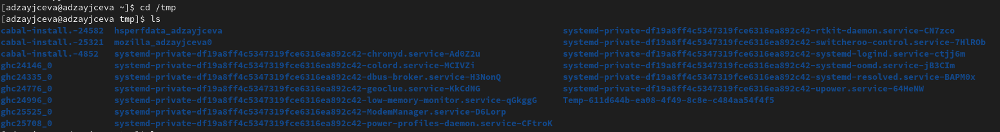 [adzayjceva@adzayjceva ~]$ cd /tmp
[adzayjceva@adzayjceva tmp]$ ls
cabal-install.-24582 hsperfdata_adzayjceva systemd-private-df19a8ff4c5347319fce6316ea892c42-rtkit-daemon.service-CN7zco
cabal-install.-25321 mozilla_adzayjceva0 systemd-private-df19a8ff4c5347319fce6316ea892c42-switcheroo-control.service-7HlROb
cabal-install.-4852 systemd-private-df19a8ff4c5347319fce6316ea892c42-chronyd.service-Ad0Z2u systemd-private-df19a8ff4c5347319fce6316ea892c42-systemd-logind.service-ctjj6m
ghc24146_0 systemd-private-df19a8ff4c5347319fce6316ea892c42-colord.service-MCIVZi systemd-private-df19a8ff4c5347319fce6316ea892c42-systemd-oomd.service-jB3CIm
ghc24335_0 systemd-private-df19a8ff4c5347319fce6316ea892c42-dbus-broker.service-H3NonQ systemd-private-df19a8ff4c5347319fce6316ea892c42-systemd-resolved.service-BAPM0x
ghc24776_0 systemd-private-df19a8ff4c5347319fce6316ea892c42-geoclue.service-KkCdNG systemd-private-df19a8ff4c5347319fce6316ea892c42-upower.service-64HeNW
ghc24996_0 systemd-private-df19a8ff4c5347319fce6316ea892c42-low-memory-monitor.service-qGkggG Temp-611d644b-ea08-4f49-8c8e-c484aa54f4f5
ghc25525_0 systemd-private-df19a8ff4c5347319fce6316ea892c42-ModemManager.service-D6Lorp
ghc25708_0 systemd-private-df19a8ff4c5347319fce6316ea892c42-power-profiles-daemon.service-CFtroK